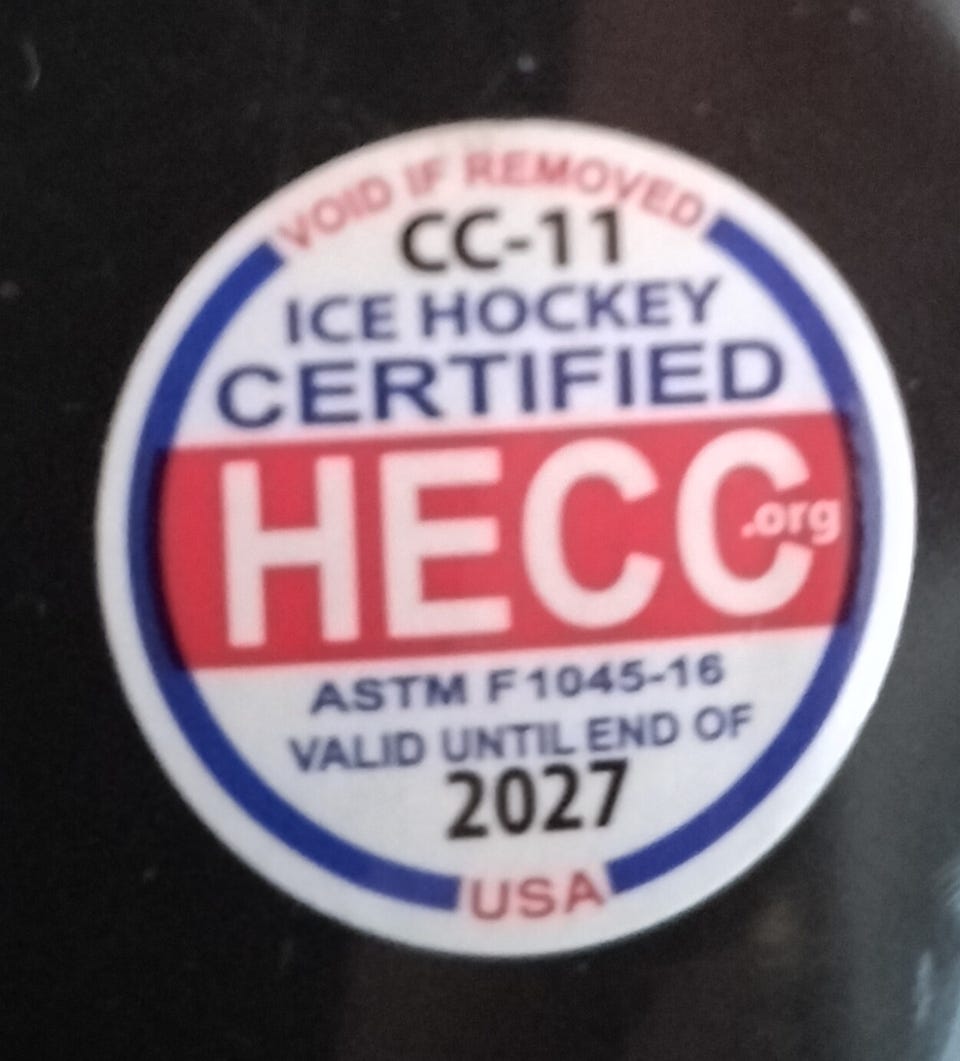 VOID IF REMOVED
CC-11
ICE HOCKEY
CERTIFIED
HECC.org
ASTM F1045-16
VALID UNTIL END OF
2027
USA